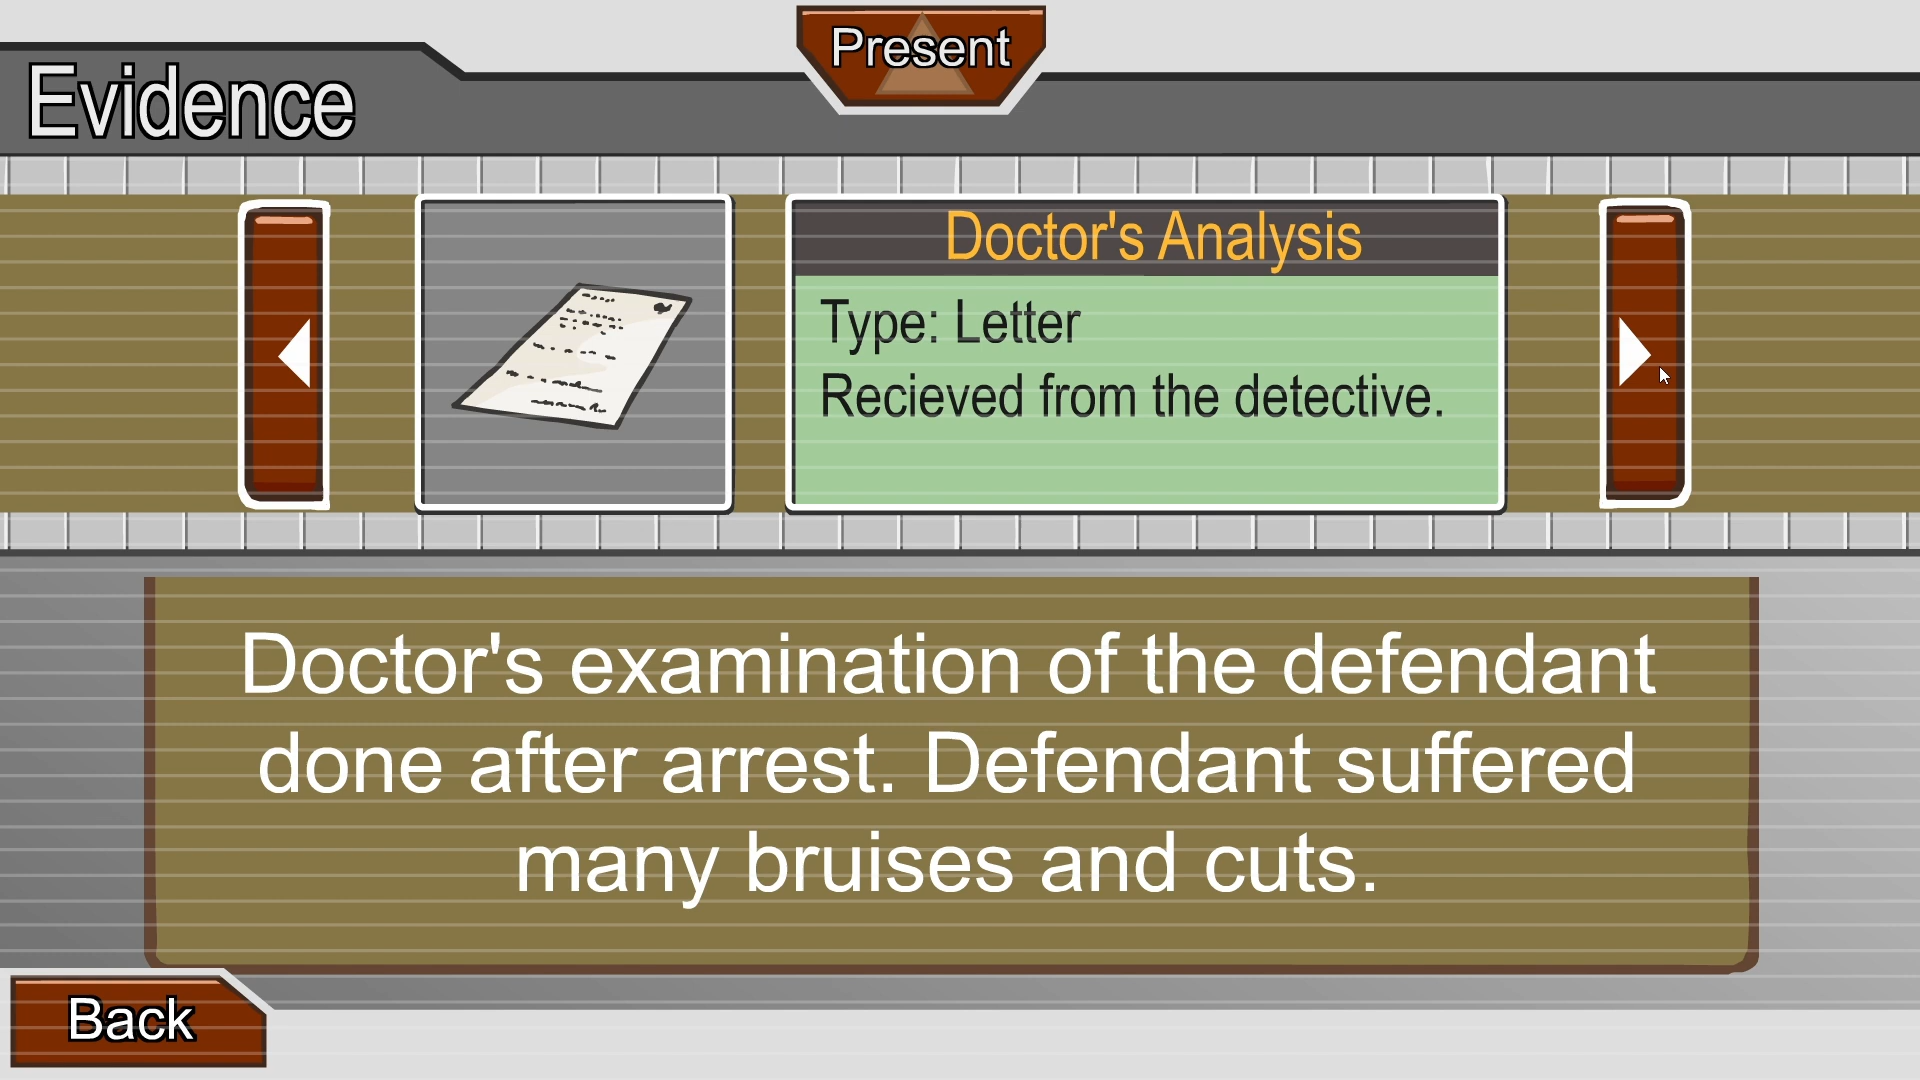 Present
Evidence
Doctor's Analysis
Type: Letter
Recieved from the detective.
Doctor's examination of the defendant
done after arrest. Defendant suffered
many bruises and cuts.
Back